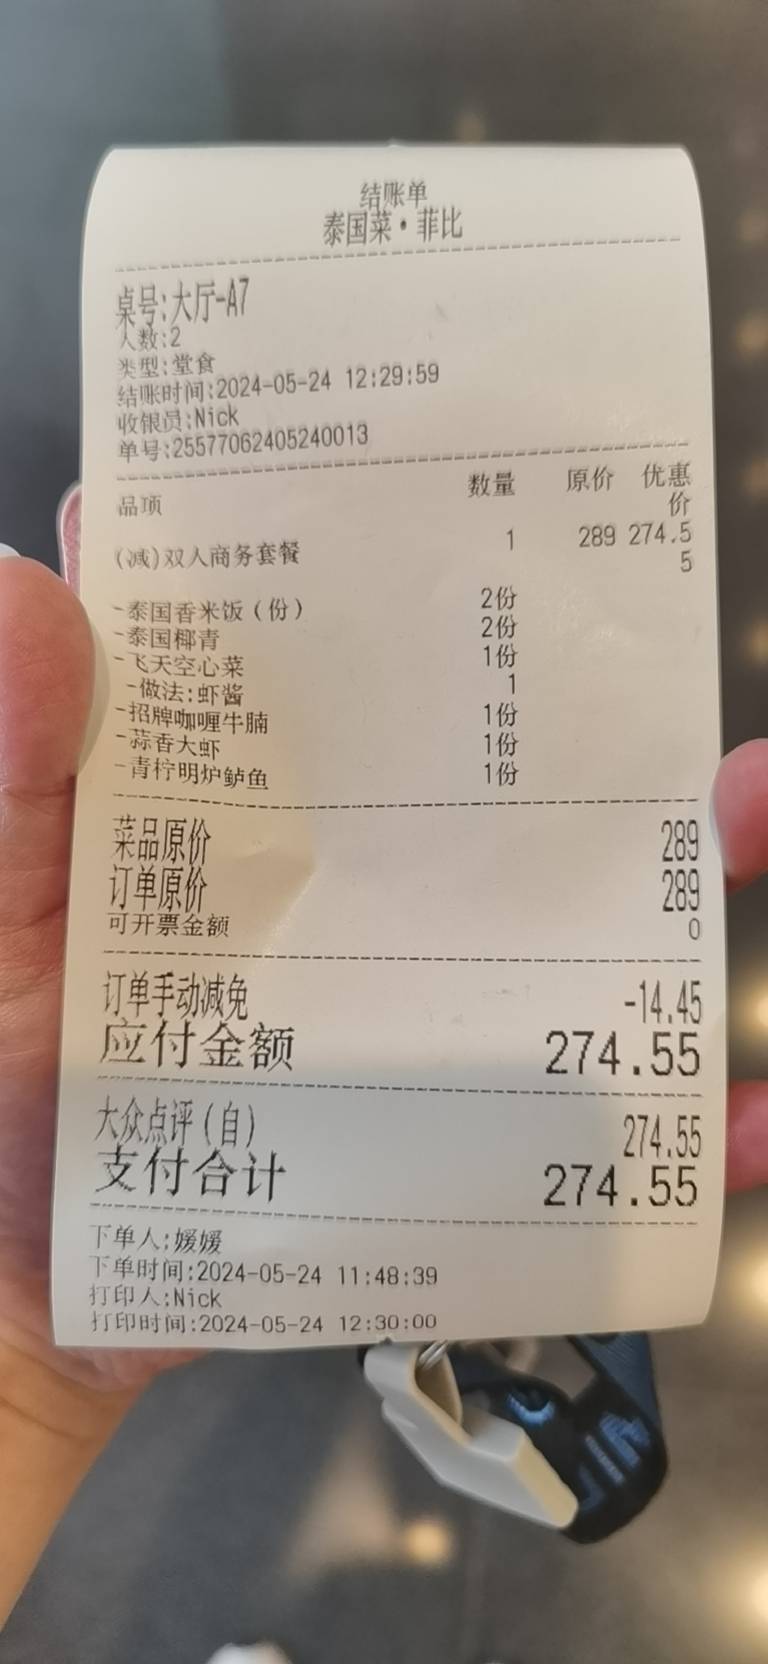 结账单
泰国菜·菲比
桌号:大厅-A7
人数:2
类型:堂食
结账时间:2024-05-24 12:29:59
收银员:Nick
单号:25577062405240013
品项 数量 原价 优惠价
(减)双人商务套餐 1 289 274.55
-泰国香米饭(份) 2份
-泰国椰青 2份
-飞天空心菜 1份
-做法:虾酱 1
-招牌咖喱牛腩 1份
-蒜香大虾 1份
-青柠明炉鲈鱼 1份
菜品原价 289
订单原价 289
可开票金额 0
订单手动减免 -14.45
应付金额 274.55
大众点评(自) 274.55
支付合计 274.55
下单人:媛媛
下单时间:2024-05-24 11:48:39
打印人:Nick
打印时间:2024-05-24 12:30:00